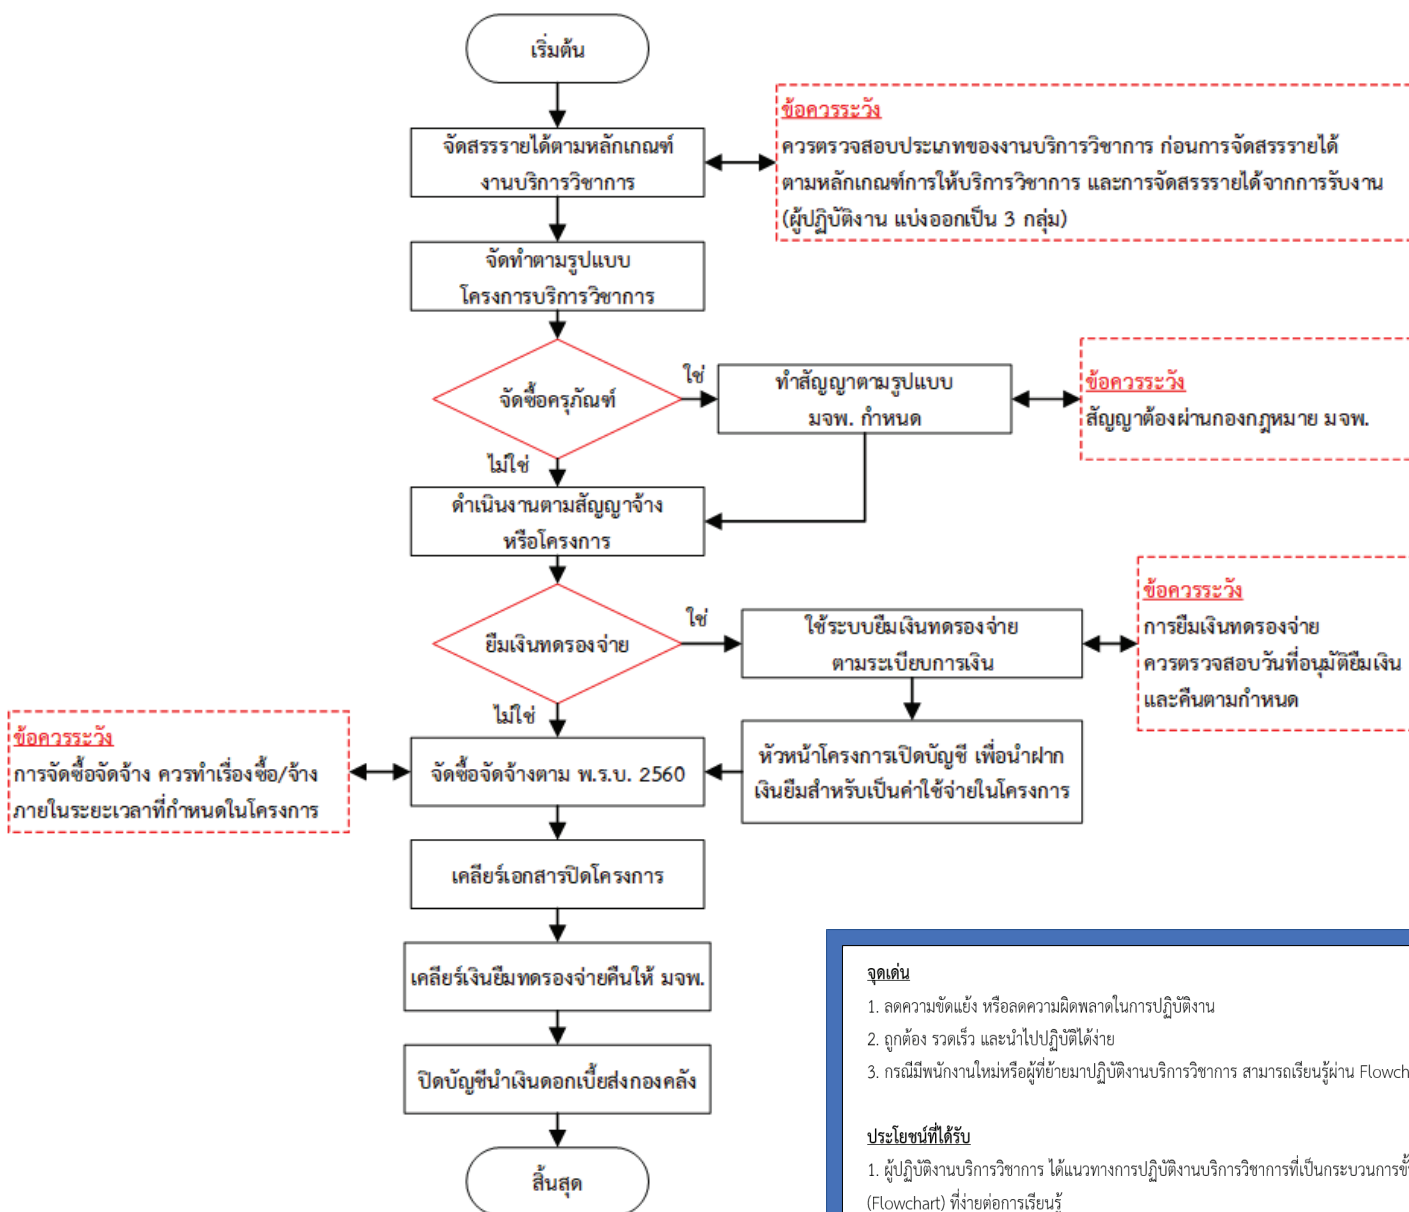 เริ่มต้น
จัดสรรรายได้ตามหลักเกณฑ์
งานบริการวิชาการ
ข้อควรระวัง
ควรตรวจสอบประเภทของงานบริการวิชาการ ก่อนการจัดสรรรายได้
ตามหลักเกณฑ์การให้บริการวิชาการ และการจัดสรรรายได้จากการรับงาน
(ผู้ปฏิบัติงาน แบ่งออกเป็น 3 กลุ่ม)
จัดทำตามรูปแบบ
โครงการบริการวิชาการ
จัดซื้อครุภัณฑ์
ใช่
ทำสัญญาตามรูปแบบ
มจพ. กำหนด
ข้อควรระวัง
สัญญาต้องผ่านกองกฎหมาย มจพ.
ไม่ใช่
ดำเนินงานตามสัญญาจ้าง
หรือโครงการ
ยืมเงินทดรองจ่าย
ใช่
ใช้ระบบยืมเงินทดรองจ่าย
ตามระเบียบการเงิน
ข้อควรระวัง
การยืมเงินทดรองจ่าย
ควรตรวจสอบวันที่อนุมัติยืมเงิน
และคืนตามกำหนด
ไม่ใช่
ข้อควรระวัง
การจัดซื้อจัดจ้าง ควรทำเรื่องซื้อ/จ้าง
ภายในระยะเวลาที่กำหนดในโครงการ
จัดซื้อจัดจ้างตาม พ.ร.บ. 2560
หัวหน้าโครงการเปิดบัญชี เพื่อนำฝาก
เงินยืมสำหรับเป็นค่าใช้จ่ายในโครงการ
เคลียร์เอกสารปิดโครงการ
เคลียร์เงินยืมทดรองจ่ายคืนให้ มจพ.
ปิดบัญชีนำเงินดอกเบี้ยส่งกองคลัง
สิ้นสุด
จุดเด่น
1. ลดความขัดแย้ง หรือลดความผิดพลาดในการปฏิบัติงาน
2. ถูกต้อง รวดเร็ว และนำไปปฏิบัติได้ง่าย
3. กรณีมีพนักงานใหม่หรือผู้ที่ย้ายมาปฏิบัติงานบริการวิชาการ สามารถเรียนรู้ผ่าน Flowch
ประโยชน์ที่ได้รับ
1. ผู้ปฏิบัติงานบริการวิชาการ ได้แนวทางการปฏิบัติงานบริการวิชาการที่เป็นกระบวนการขั้
(Flowchart) ที่ง่ายต่อการเรียนรู้